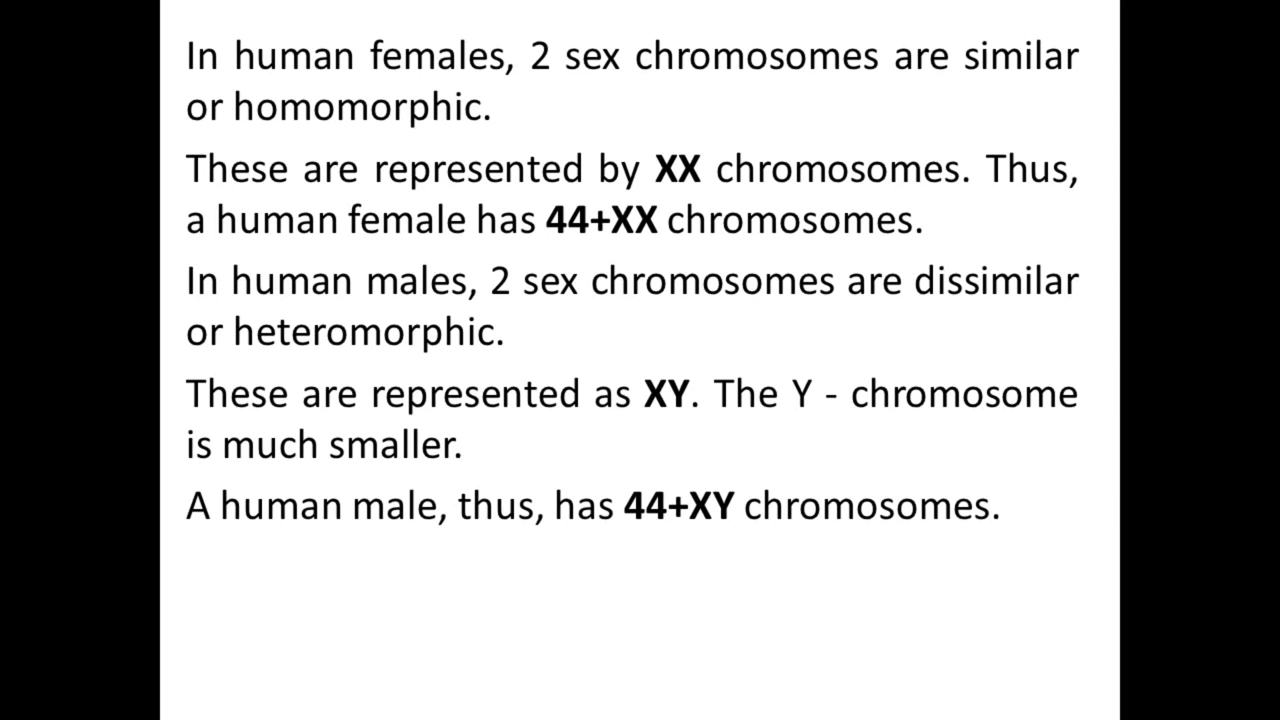 In human females, 2 sex chromosomes are similar
or homomorphic.
These are represented by XX chromosomes. Thus,
a human female has 44+XX chromosomes.
In human males, 2 sex chromosomes are dissimilar
or heteromorphic.
These are represented as XY. The Y - chromosome
is much smaller.
A human male, thus, has 44+XY chromosomes.